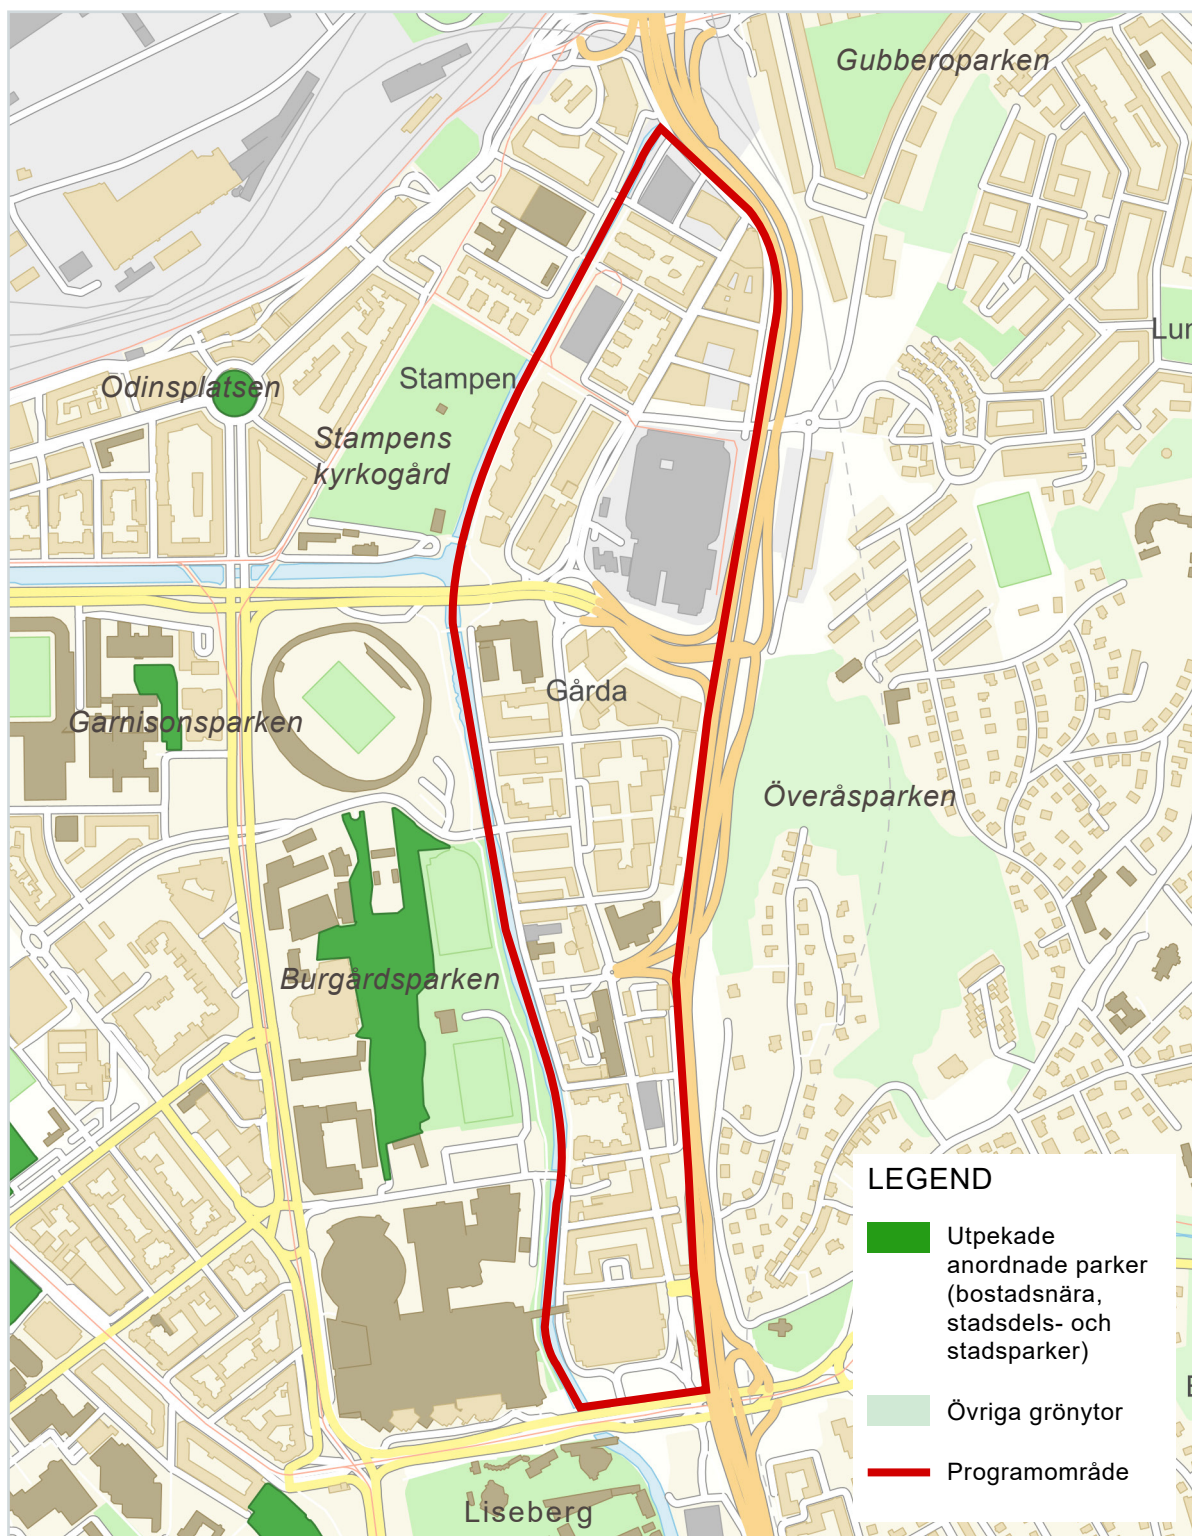 Gubberoparken
Lun
Odinsplatsen
Stampen
Stampens
kyrkogård
Garnisonsparken
Gårda
Överåsparken
Burgårdsparken
LEGEND
Utpekade
anordnade parker
(bostadsnära,
stadsdels- och
stadsparker)
Övriga grönytor
Programområde
Liseberg